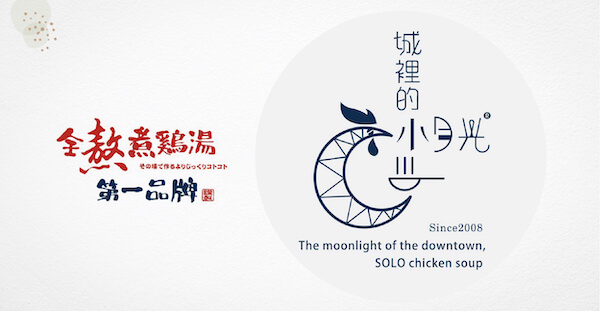 全熬煮鶏湯
その場で作るよりじっくりコトコト
第一品牌
城裡的
小月光®
Since2008
The moonlight of the downtown,
SOLO chicken soup